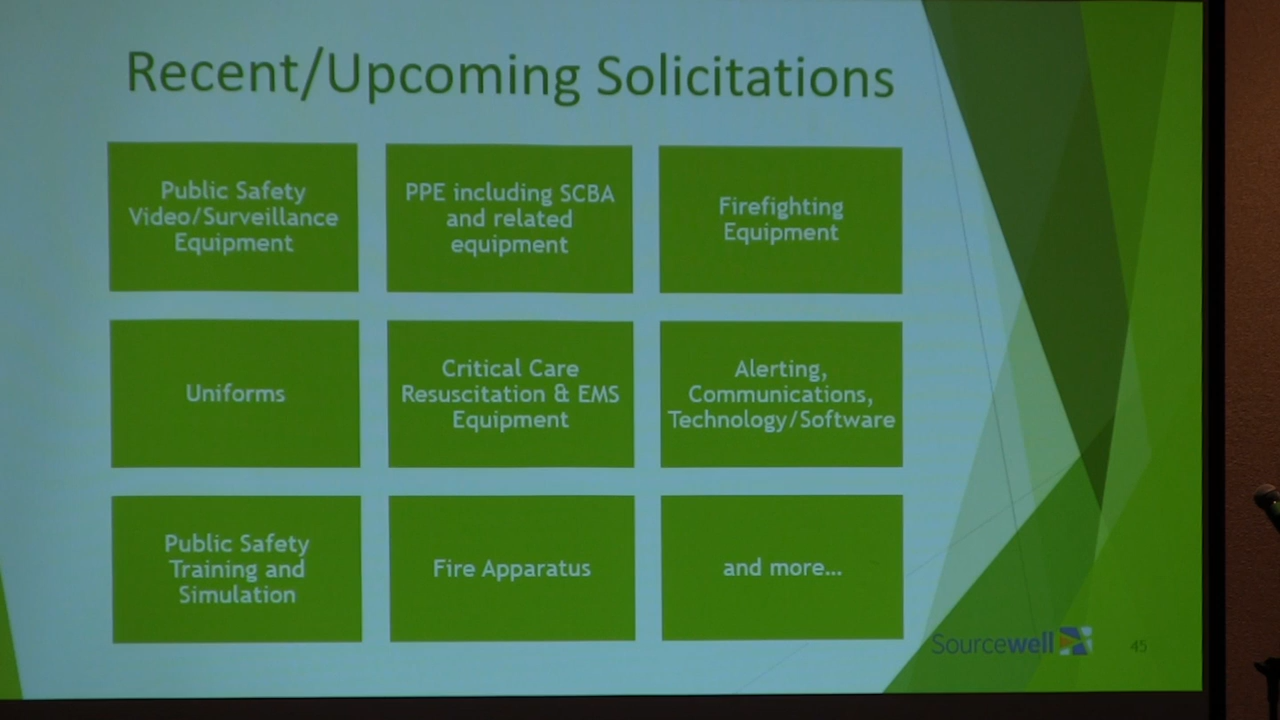 Recent/Upcoming Solicitations
Public Safety
Video/Surveillance
Equipment
PPE including SCBA
and related
equipment
Firefighting
Equipment
Uniforms
Critical Care
Resuscitation & EMS
Equipment
Alerting,
Communications,
Technology/Software
Public Safety
Training and
Simulation
Fire Apparatus
and more…
Sourcewell
45